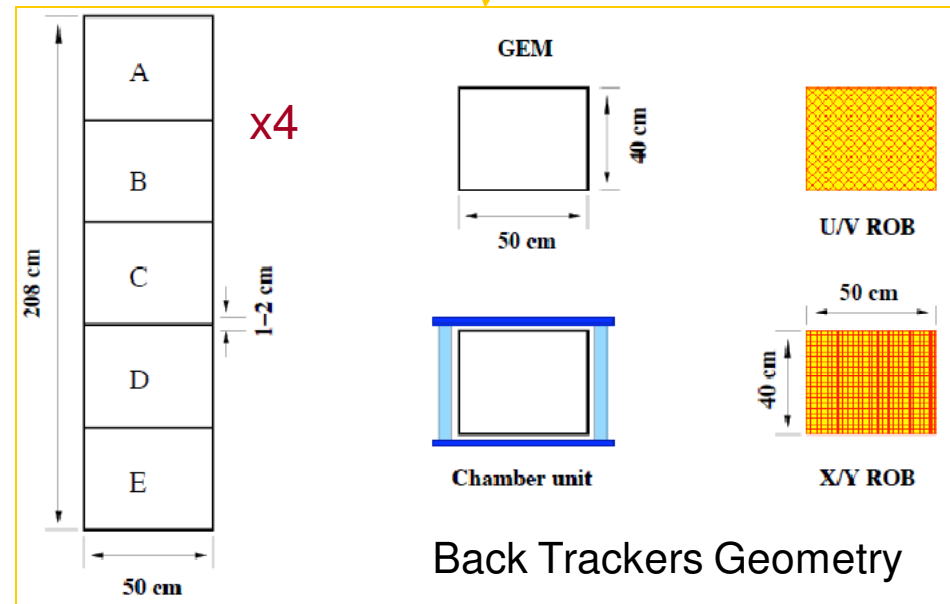 A
B
C
D
E
x4
208 cm
1−2 cm
50 cm
GEM
40 cm
50 cm
U/V ROB
Chamber unit
50 cm
40 cm
X/Y ROB
Back Trackers Geometry